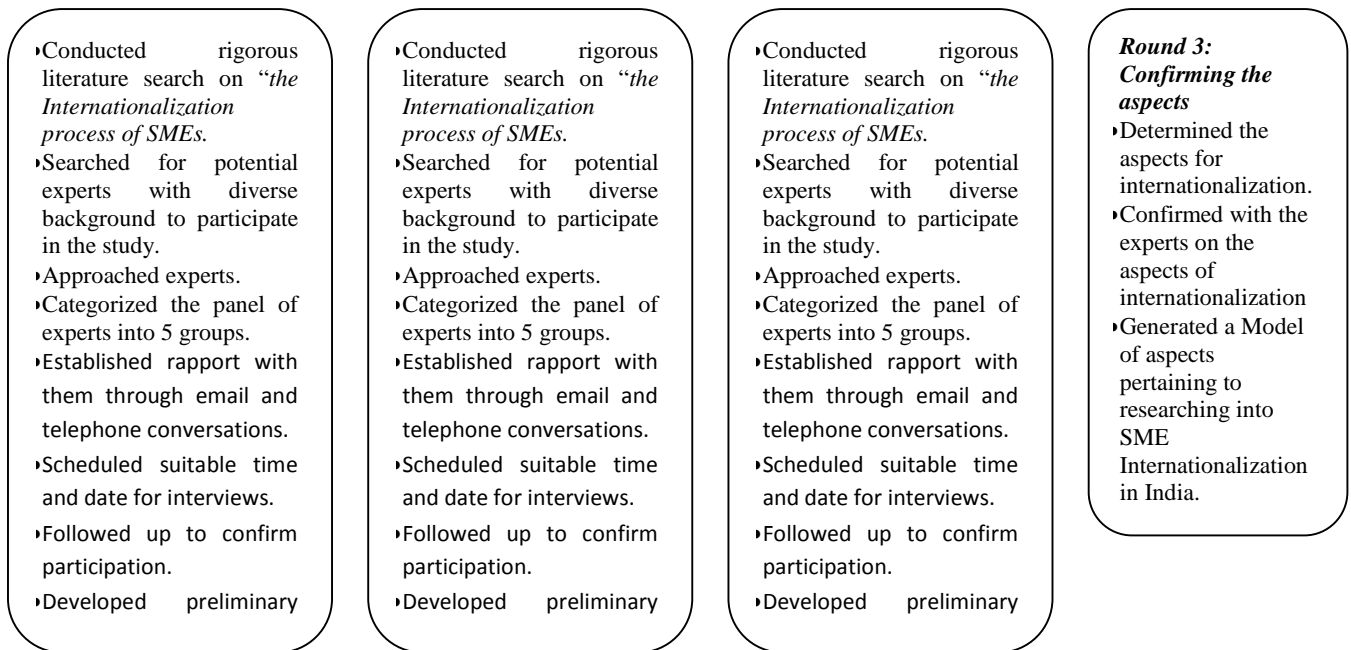 •Conducted rigorous
literature search on “the
Internationalization
process of SMEs.
•Searched for potential
experts with diverse
background to participate
in the study.
•Approached experts.
•Categorized the panel of
experts into 5 groups.
•Established rapport with
them through email and
telephone conversations.
•Scheduled suitable time
and date for interviews.
•Followed up to confirm
participation.
•Developed preliminary
•Conducted rigorous
literature search on “the
Internationalization
process of SMEs.
•Searched for potential
experts with diverse
background to participate
in the study.
•Approached experts.
•Categorized the panel of
experts into 5 groups.
•Established rapport with
them through email and
telephone conversations.
•Scheduled suitable time
and date for interviews.
•Followed up to confirm
participation.
•Developed preliminary
•Conducted rigorous
literature search on “the
Internationalization
process of SMEs.
•Searched for potential
experts with diverse
background to participate
in the study.
•Approached experts.
•Categorized the panel of
experts into 5 groups.
•Established rapport with
them through email and
telephone conversations.
•Scheduled suitable time
and date for interviews.
•Followed up to confirm
participation.
•Developed preliminary
Round 3:
Confirming the
aspects
•Determined the
aspects for
internationalization.
•Confirmed with the
experts on the
aspects of
internationalization
•Generated a Model
of aspects
pertaining to
researching into
SME
Internationalization
in India.